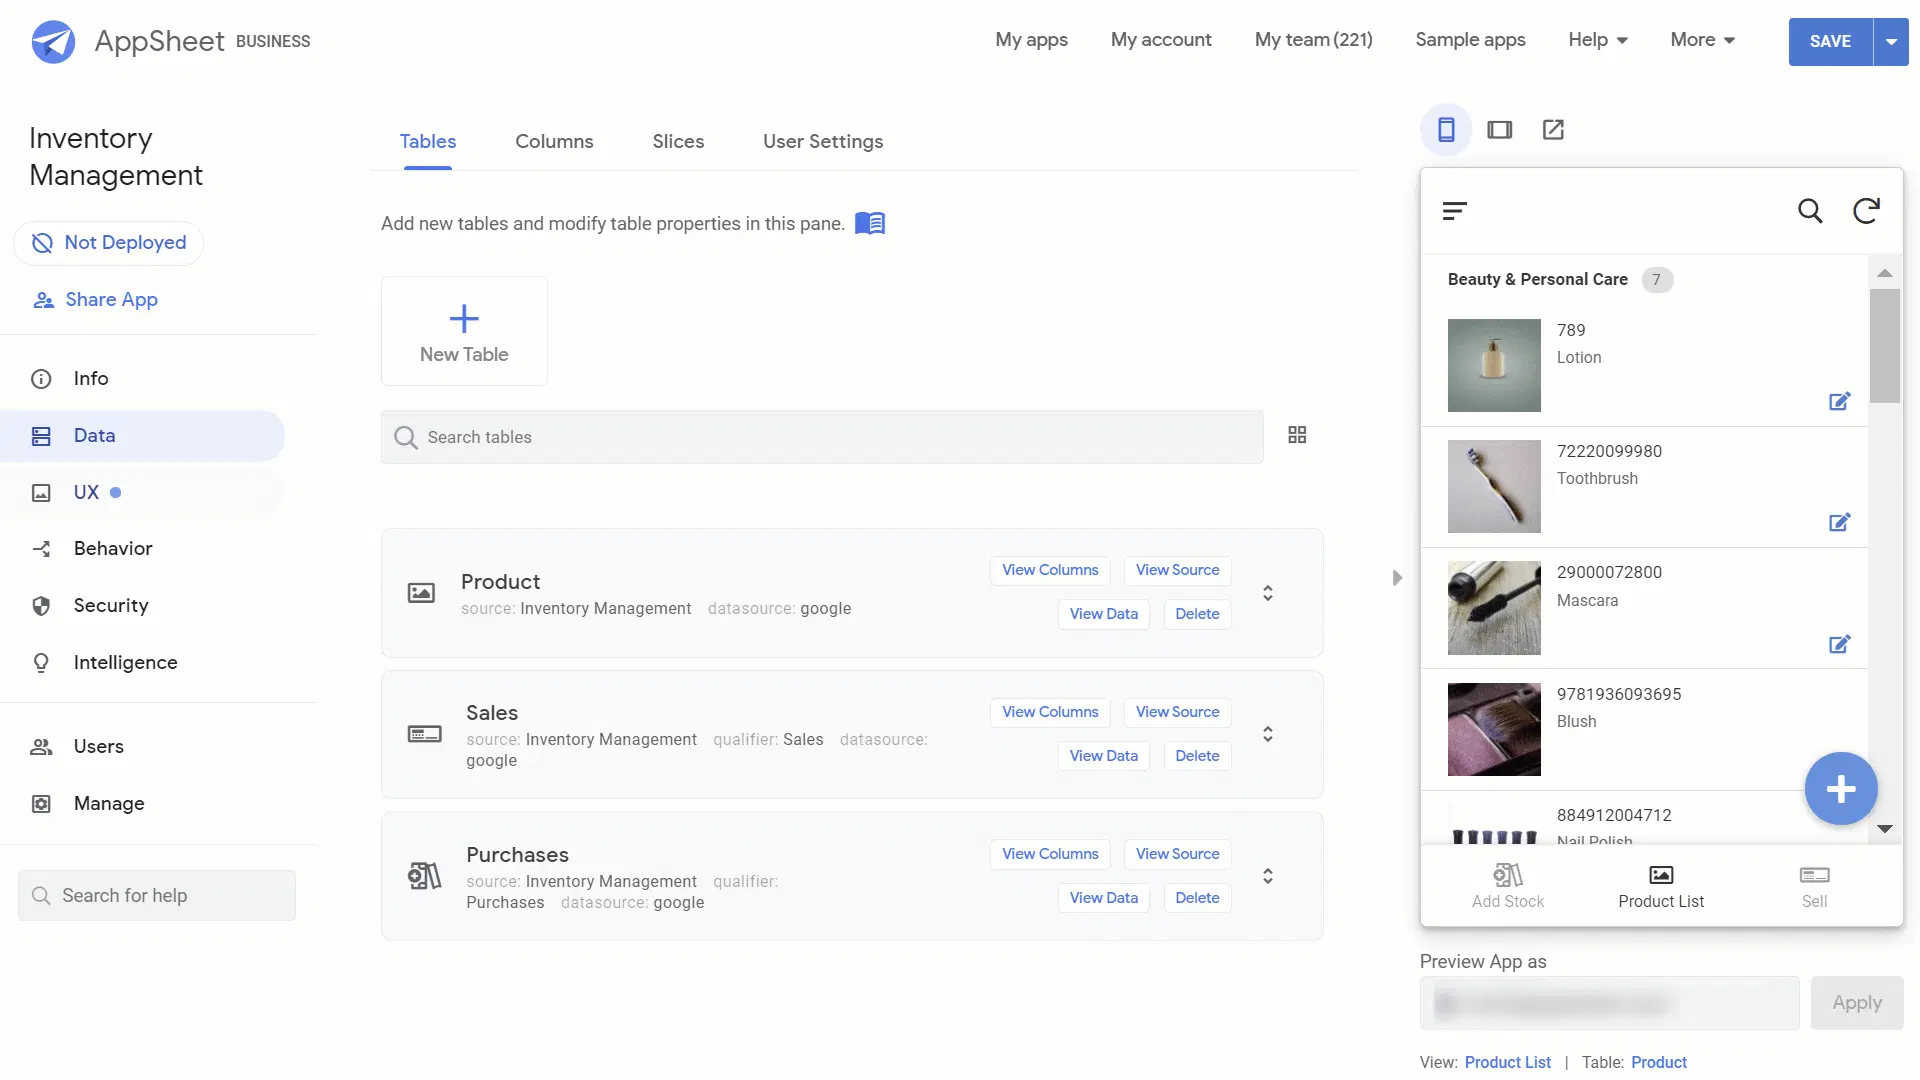 AppSheet BUSINESS
My apps
My account
My team (221)
Sample apps
Help
More
SAVE
Inventory
Management
Not Deployed
Share App
Info
Data
UX
Behavior
Security
Intelligence
Users
Manage
Search for help
Tables
Columns
Slices
User Settings
Add new tables and modify table properties in this pane.
New Table
Search tables
Product
source: Inventory Management datasource: google
View Columns
View Source
View Data
Delete
Sales
source: Inventory Management qualifier: Sales datasource:
google
View Columns
View Source
View Data
Delete
Purchases
source: Inventory Management qualifier:
Purchases datasource: google
View Columns
View Source
View Data
Delete
Beauty & Personal Care 7
789
Lotion
72220099980
Toothbrush
29000072800
Mascara
9781936093695
Blush
884912004712
Nail Polish
Add Stock
Product List
Sell
Preview App as
Apply
View: Product List | Table: Product